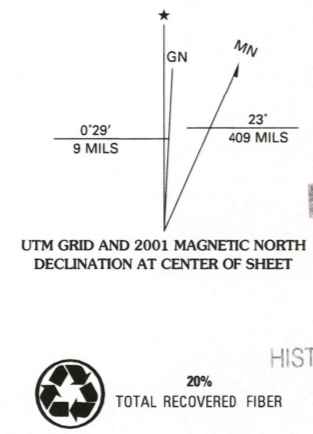 ★
GN
MN
0°29′
9 MILS
23°
409 MILS
UTM GRID AND 2001 MAGNETIC NORTH
DECLINATION AT CENTER OF SHEET
HIST
20%
TOTAL RECOVERED FIBER